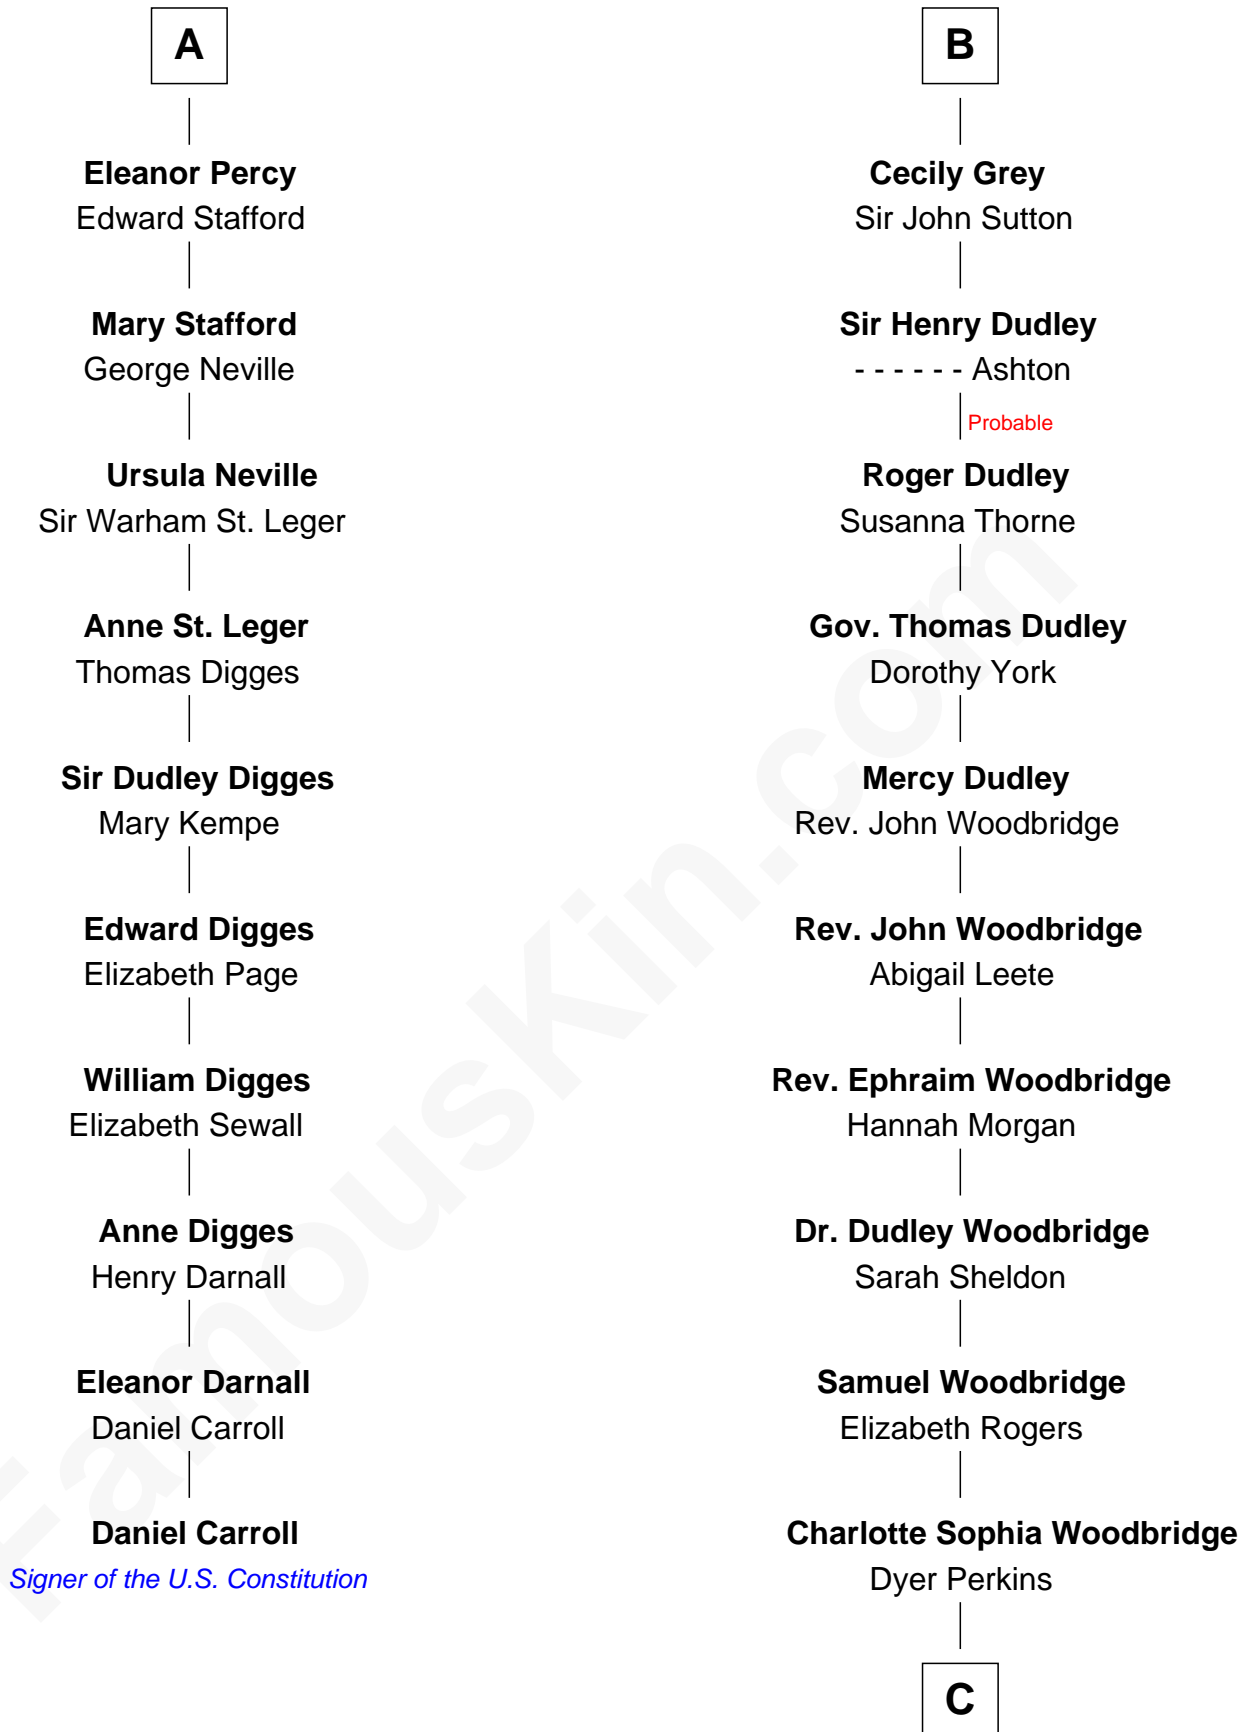 A
Eleanor Percy
Edward Stafford
Mary Stafford
George Neville
Ursula Neville
Sir Warham St. Leger
Anne St. Leger
Thomas Digges
Sir Dudley Digges
Mary Kempe
Edward Digges
Elizabeth Page
William Digges
Elizabeth Sewall
Anne Digges
Henry Darnall
Eleanor Darnall
Daniel Carroll
Daniel Carroll
Signer of the U.S. Constitution
B
Cecily Grey
Sir John Sutton
Sir Henry Dudley
- - - - - - Ashton
Probable
Roger Dudley
Susanna Thorne
Gov. Thomas Dudley
Dorothy York
Mercy Dudley
Rev. John Woodbridge
Rev. John Woodbridge
Abigail Leete
Rev. Ephraim Woodbridge
Hannah Morgan
Dr. Dudley Woodbridge
Sarah Sheldon
Samuel Woodbridge
Elizabeth Rogers
Charlotte Sophia Woodbridge
Dyer Perkins
C
FamousKin.com